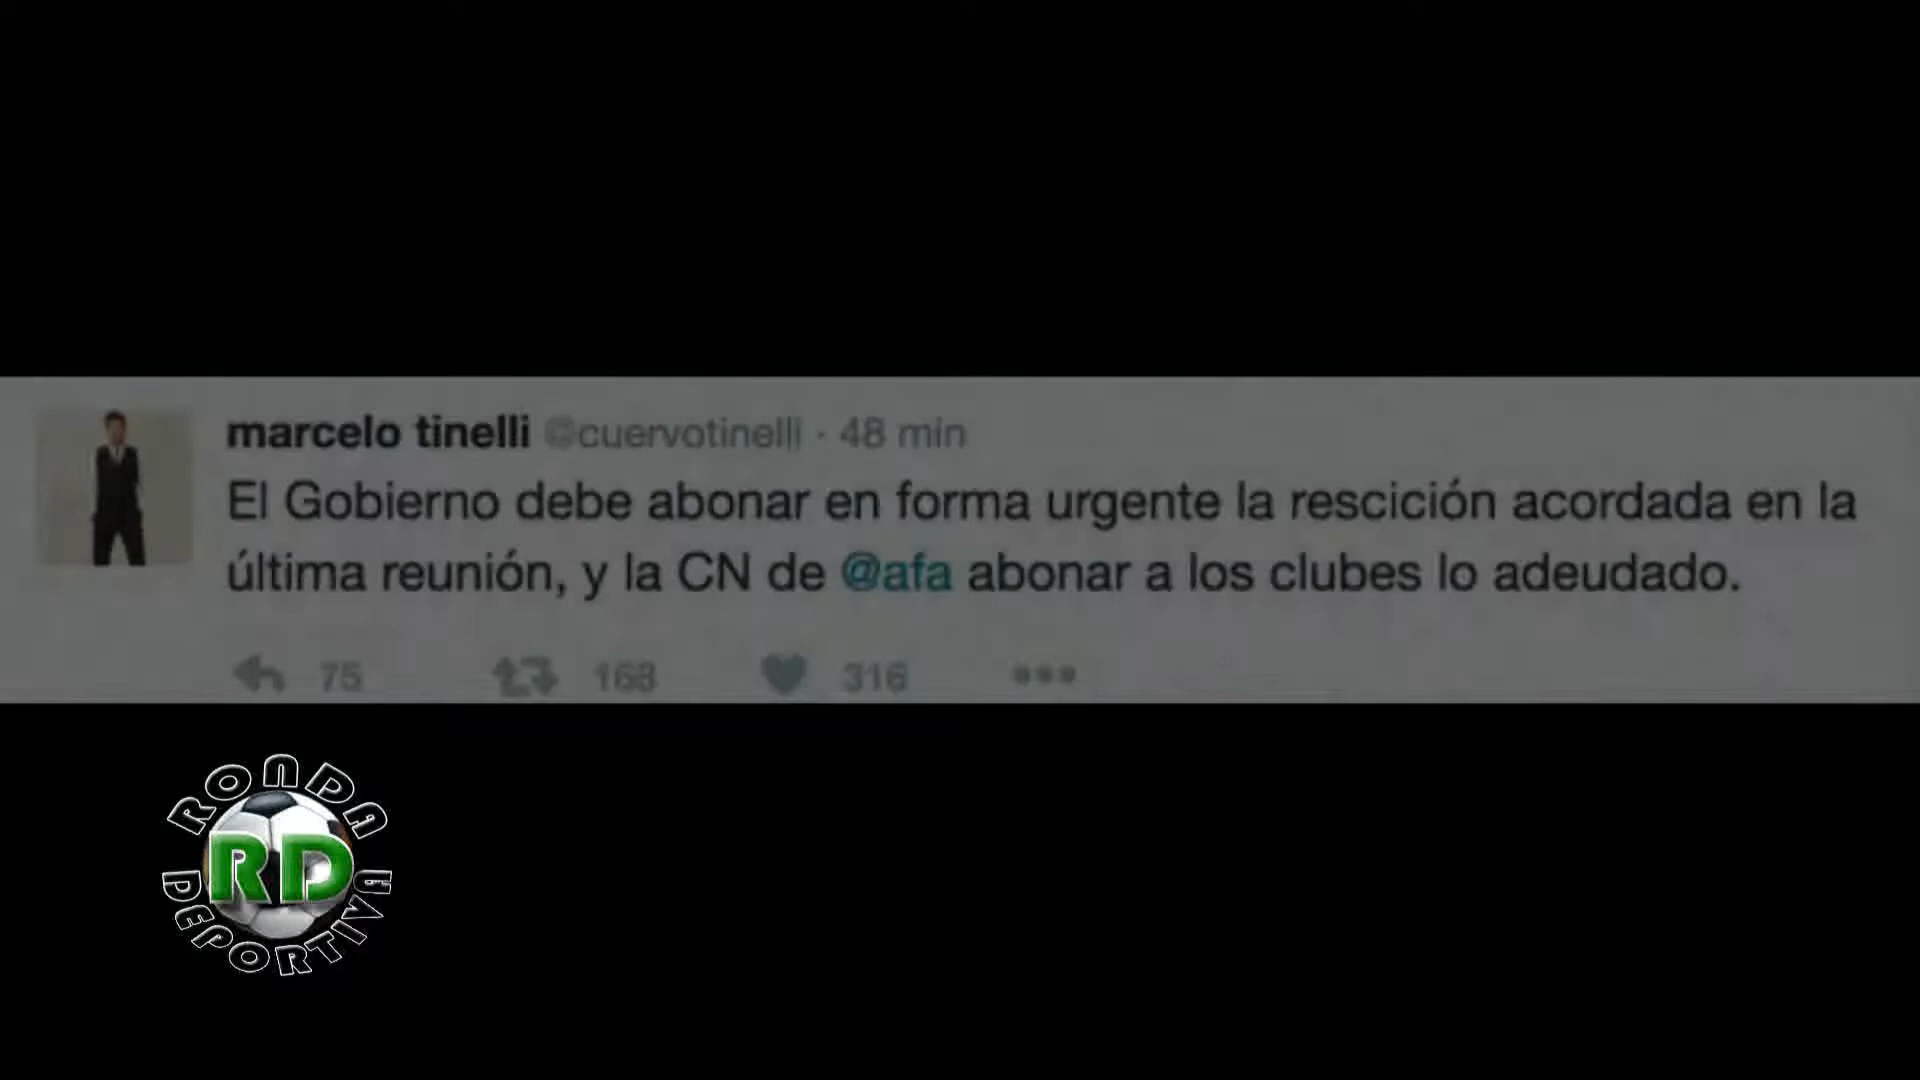 marcelo tinelli @cuervotinelli · 48 min
El Gobierno debe abonar en forma urgente la rescición acordada en la
última reunión, y la CN de @afa abonar a los clubes lo adeudado.
75 168 316
RONDA
RD
DEPORTIVA